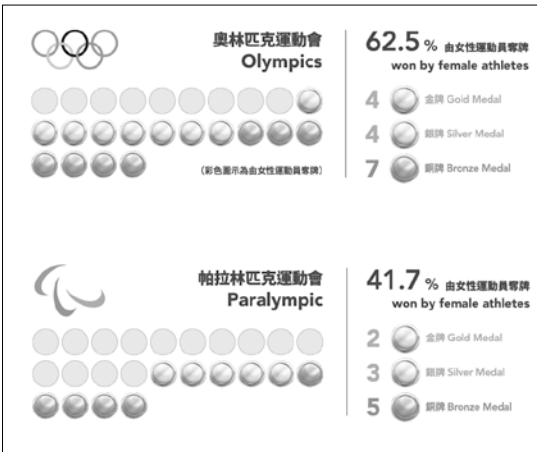 奧林匹克運動會
Olympics
(彩色圖示為由女性運動員奪牌)
62.5 % 由女性運動員奪牌
won by female athletes
4 金牌 Gold Medal
4 銀牌 Silver Medal
7 銅牌 Bronze Medal
帕拉林匹克運動會
Paralympic
41.7 % 由女性運動員奪牌
won by female athletes
2 金牌 Gold Medal
3 銀牌 Silver Medal
5 銅牌 Bronze Medal